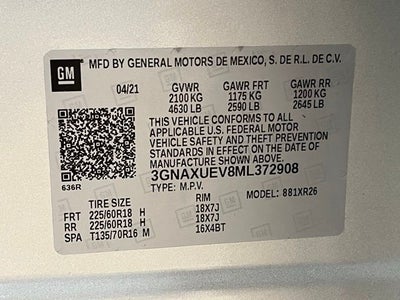 GM
MFD BY GENERAL MOTORS DE MEXICO, S. DE R.L. DE C.V.
04/21 GVWR GAWR FRT GAWR RR
2100 KG 1175 KG 1200 KG
4630 LB 2590 LB 2645 LB
THIS VEHICLE CONFORMS TO ALL
APPLICABLE U.S. FEDERAL MOTOR
VEHICLE SAFETY AND THEFT PREVENTION
STANDARDS IN EFFECT ON THE DATE OF
MANUFACTURE SHOWN ABOVE.
636R
3GNAXUEV8ML372908
TYPE: M.P.V. MODEL: 881XR26
TIRE SIZE RIM
FRT 225/60R18 H 18X7J
RR 225/60R18 H 18X7J
SPA T135/70R16 M 16X4BT